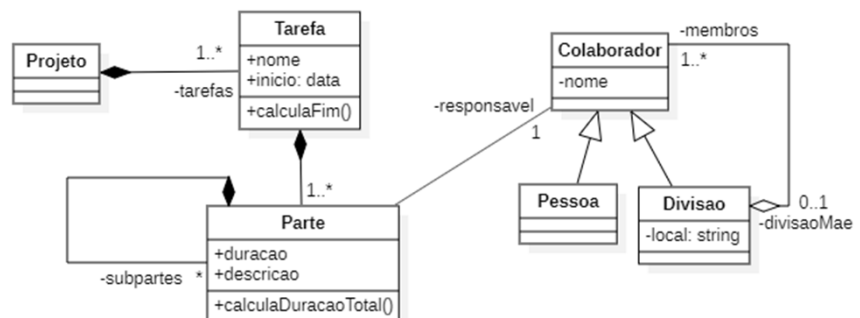 Projeto
1..*
-tarefas
Tarefa
+nome
+inicio: data
+calculaFim()
1..*
Parte
+duracao
+descricao
+calculaDuracaoTotal()
-subpartes *
-responsavel
1
Colaborador
-nome
-membros
1..*
Pessoa
Divisao
-local: string
0..1
-divisaoMae